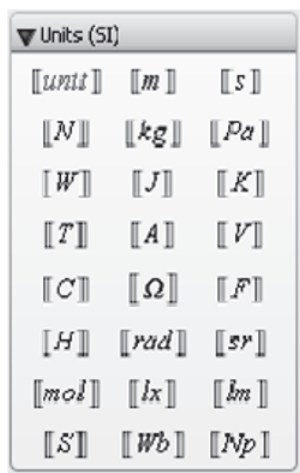 Units (SI)
⟦unit⟧ ⟦m⟧ ⟦s⟧
⟦N⟧ ⟦kg⟧ ⟦Pa⟧
⟦W⟧ ⟦J⟧ ⟦K⟧
⟦T⟧ ⟦A⟧ ⟦V⟧
⟦C⟧ ⟦Ω⟧ ⟦F⟧
⟦H⟧ ⟦rad⟧ ⟦sr⟧
⟦mol⟧ ⟦lx⟧ ⟦lm⟧
⟦S⟧ ⟦Wb⟧ ⟦Np⟧